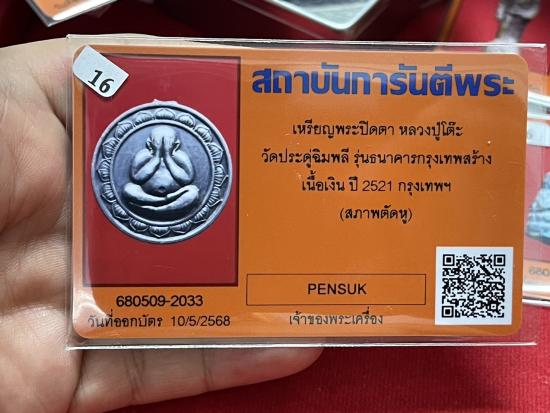 16
สถาบันการันตีพระ
เหรียญพระปิดตา หลวงปู่โต๊ะ
วัดประดู่ฉิมพลี รุ่นธนาคารกรุงเทพสร้าง
เนื้อเงิน ปี 2521 กรุงเทพฯ
(สภาพตัดหู)
PENSUK
680509-2033
วันที่ออกบัตร 10/5/2568
เจ้าของพระเครื่อง